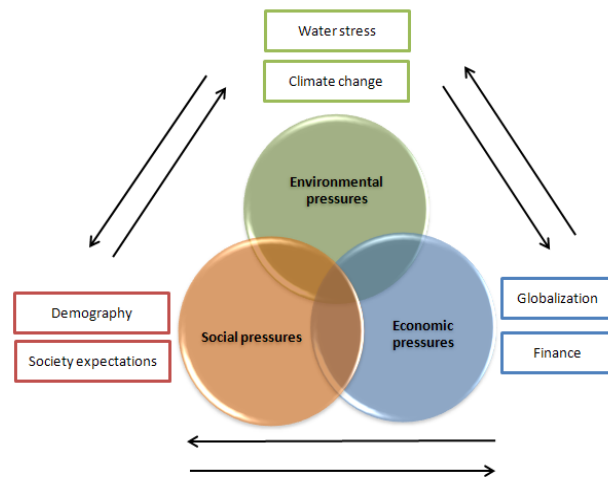 Water stress
Climate change
Environmental
pressures
Demography
Society expectations
Social pressures
Economic
pressures
Globalization
Finance